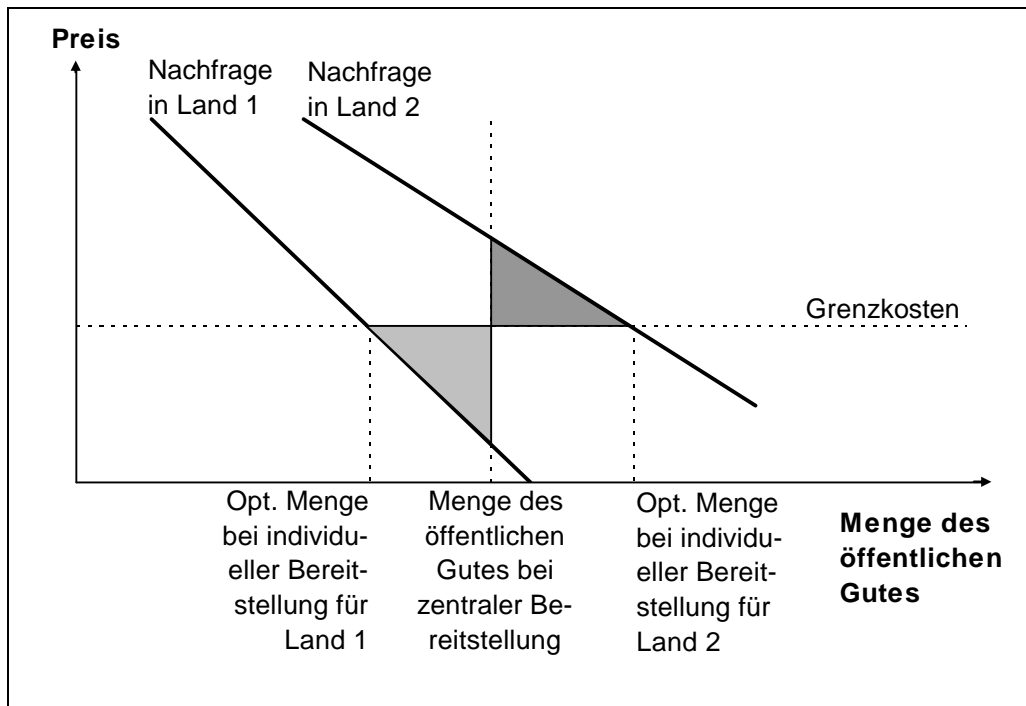 Preis
Nachfrage
in Land 1
Nachfrage
in Land 2
Grenzkosten
Opt. Menge
bei individu-
eller Bereit-
stellung für
Land 1
Menge des
öffentlichen
Gutes bei
zentraler Be-
reitstellung
Opt. Menge
bei individu-
eller Bereit-
stellung für
Land 2
Menge des
öffentlichen
Gutes